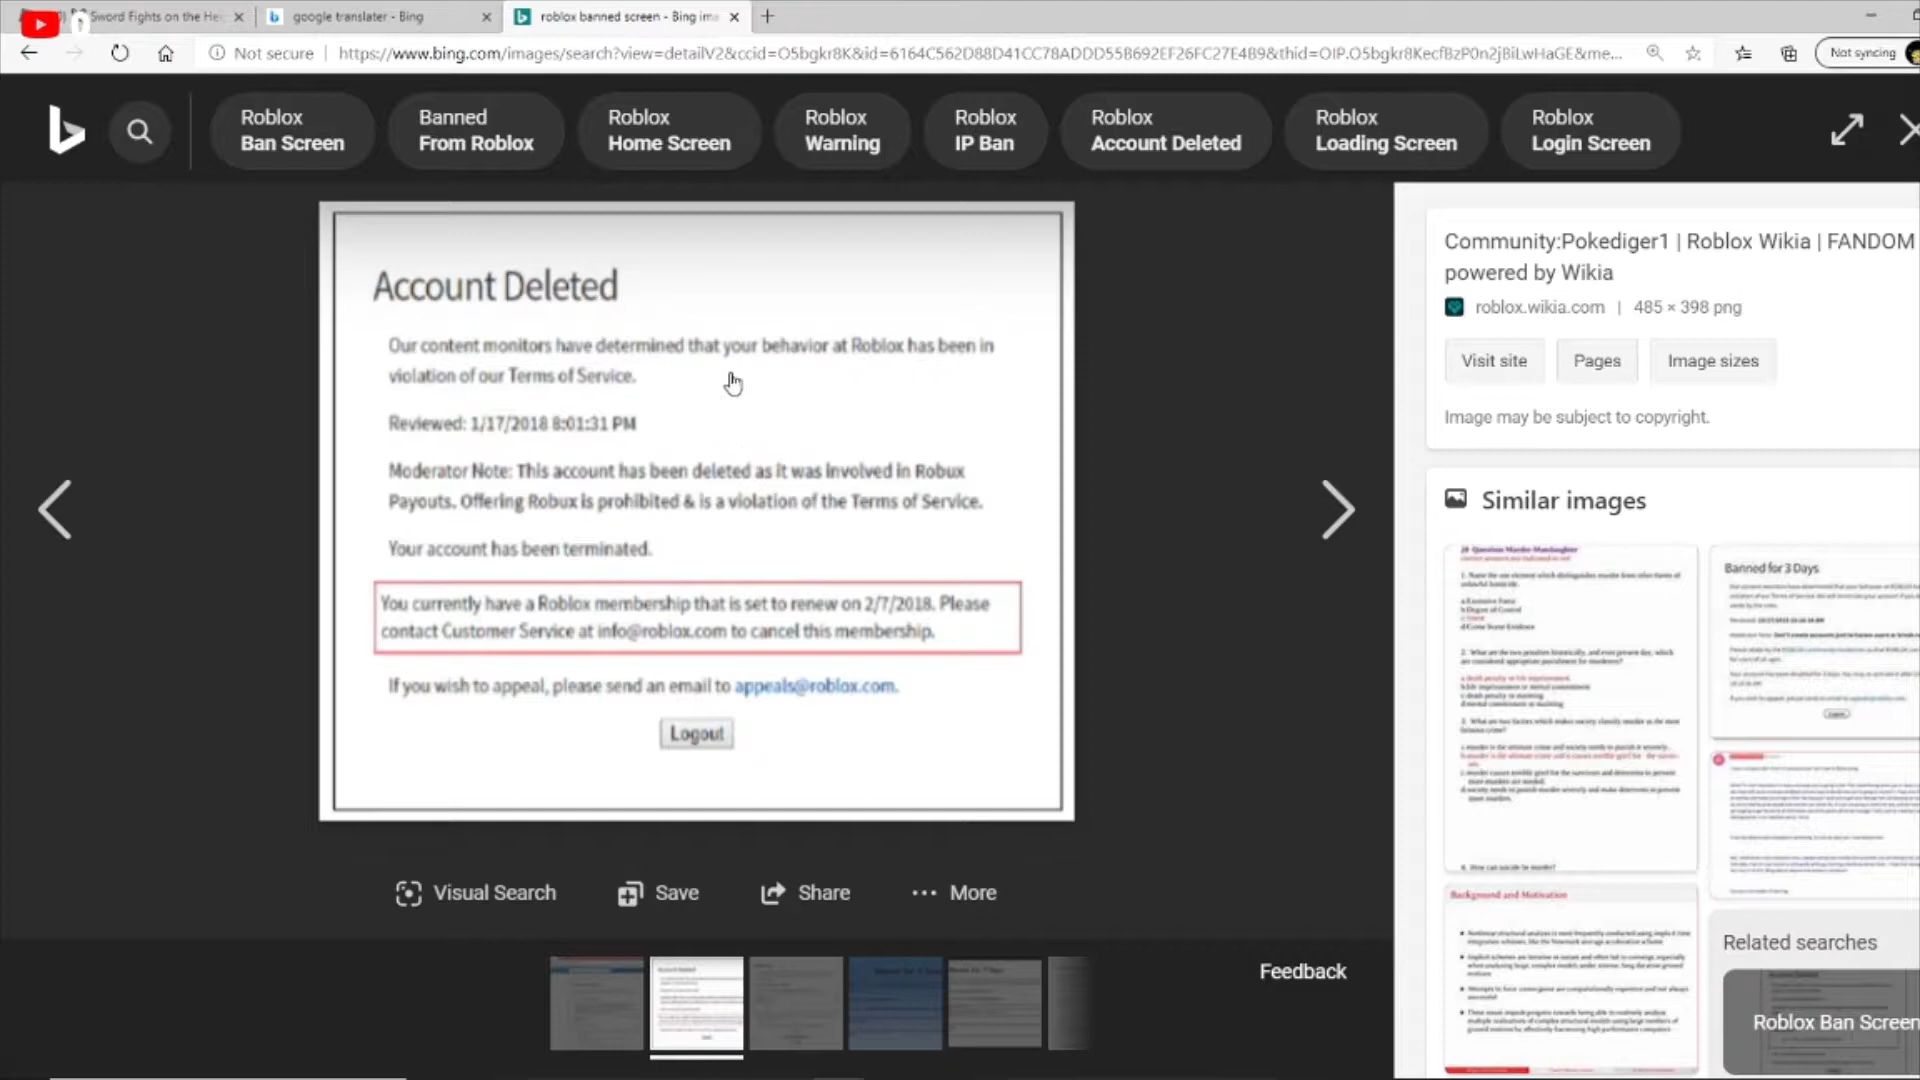 Sword Fights on the He
google translater - Bing
roblox banned screen - Bing ima
Not secure
https://www.bing.com/images/search?view=detailV2&ccid=O5bgkr8K&id=6164C562D88D41CC78ADDD55B692EF26FC27E4B9&thid=OIP.O5bgkr8KecfBzP0n2jBiLwHaGE&me...
Not syncing
Roblox
Ban Screen
Banned
From Roblox
Roblox
Home Screen
Roblox
Warning
Roblox
IP Ban
Roblox
Account Deleted
Roblox
Loading Screen
Roblox
Login Screen
Account Deleted
Our content monitors have determined that your behavior at Roblox has been in
violation of our Terms of Service.
Reviewed: 1/17/2018 8:01:31 PM
Moderator Note: This account has been deleted as it was involved in Robux
Payouts. Offering Robux is prohibited & is a violation of the Terms of Service.
Your account has been terminated.
You currently have a Roblox membership that is set to renew on 2/7/2018. Please
contact Customer Service at info@roblox.com to cancel this membership.
If you wish to appeal, please send an email to appeals@roblox.com.
Logout
Visual Search
Save
Share
More
Feedback
Community:Pokediger1 | Roblox Wikia | FANDOM
powered by Wikia
roblox.wikia.com | 485 × 398 png
Visit site
Pages
Image sizes
Image may be subject to copyright.
Similar images
Banned for 3 Days
Background and Motivation
Related searches
Roblox Ban Screen